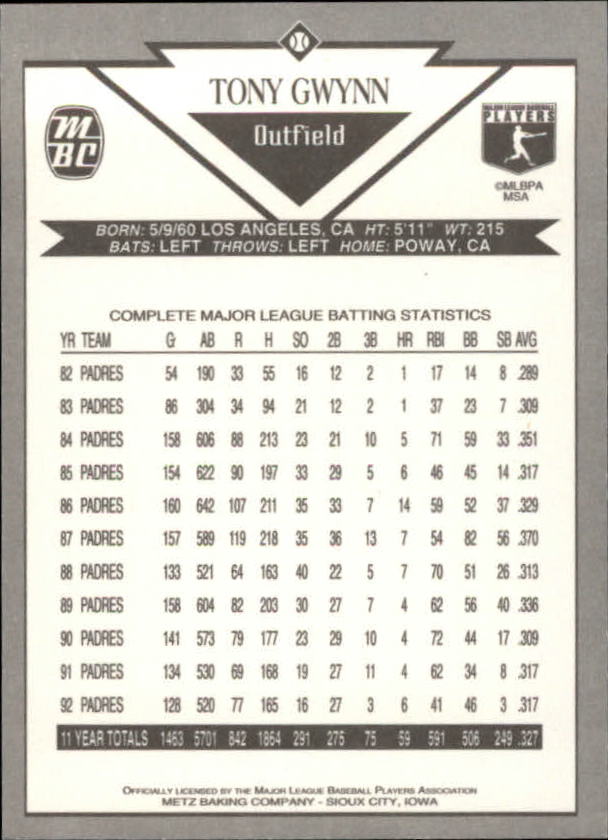 TONY GWYNN
Outfield
M
BC
MAJOR LEAGUE BASEBALL
PLAYERS
©MLBPA
MSA
BORN: 5/9/60 LOS ANGELES, CA HT: 5'11" WT: 215
BATS: LEFT THROWS: LEFT HOME: POWAY, CA
COMPLETE MAJOR LEAGUE BATTING STATISTICS
YR TEAM G AB R H SO 2B 3B HR RBI BB SB AVG
82 PADRES 54 190 33 55 16 12 2 1 17 14 8 .289
83 PADRES 86 304 34 94 21 12 2 1 37 23 7 .309
84 PADRES 158 606 88 213 23 21 10 5 71 59 33 .351
85 PADRES 154 622 90 197 33 29 5 6 46 45 14 .317
86 PADRES 160 642 107 211 35 33 7 14 59 52 37 .329
87 PADRES 157 589 119 218 35 36 13 7 54 82 56 .370
88 PADRES 133 521 64 163 40 22 5 7 70 51 26 .313
89 PADRES 158 604 82 203 30 27 7 4 62 56 40 .336
90 PADRES 141 573 79 177 23 29 10 4 72 44 17 .309
91 PADRES 134 530 69 168 19 27 11 4 62 34 8 .317
92 PADRES 128 520 77 165 16 27 3 6 41 46 3 .317
11 YEAR TOTALS 1463 5701 842 1864 291 275 75 59 591 506 249 .327
OFFICIALLY LICENSED BY THE MAJOR LEAGUE BASEBALL PLAYERS ASSOCIATION
METZ BAKING COMPANY - SIOUX CITY, IOWA